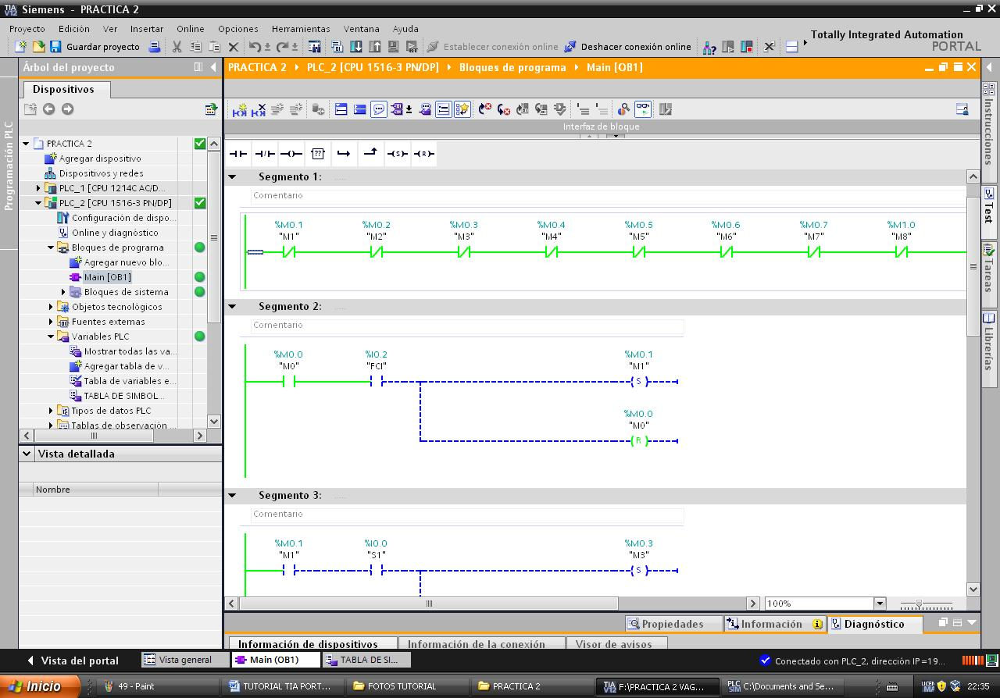 Siemens - PRACTICA 2
Proyecto Edición Ver Insertar Online Opciones Herramientas Ventana Ayuda
Totally Integrated Automation
PORTAL
Guardar proyecto
Establecer conexión online
Deshacer conexión online
Árbol del proyecto
PRACTICA 2 PLC_2 [CPU 1516-3 PN/DP] Bloques de programa Main [OB1]
Dispositivos
Programación PLC
Interfaz de bloque
PRACTICA 2
Agregar dispositivo
Dispositivos y redes
PLC_1 [CPU 1214C AC/D...
PLC_2 [CPU 1516-3 PN/DP]
Configuración de dispo...
Online y diagnóstico
Bloques de programa
Agregar nuevo blo...
Main [OB1]
Bloques de sistema
Objetos tecnológicos
Fuentes externas
Variables PLC
Mostrar todas las va...
Agregar tabla de v...
Tabla de variables e...
TABLA DE SIMBOL...
Tipos de datos PLC
Tablas de observación ...
Vista detallada
Nombre
Segmento 1: .....
Comentario
%M0.1 %M0.2 %M0.3 %M0.4 %M0.5 %M0.6 %M0.7 %M1.0
"M1" "M2" "M3" "M4" "M5" "M6" "M7" "M8"
Segmento 2: .....
Comentario
%M0.0 %I0.2 %M0.1
"M0" "FCI" "M1"
S
%M0.0
"M0"
R
Segmento 3: .....
Comentario
%M0.1 %I0.0 %M0.3
"M1" "S1" "M3"
S
100%
Instrucciones
Test
Tareas
Librerías
Propiedades
Información
Diagnóstico
Información de dispositivos
Información de la conexión
Visor de avisos
Vista del portal
Vista general
Main (OB1)
TABLA DE SI...
Conectado con PLC_2, dirección IP=19...
Inicio
49 - Paint
TUTORIAL TIA PORT...
FOTOS TUTORIAL
PRACTICA 2
F:\PRACTICA 2 VAG...
C:\Documents and Se...
22:35